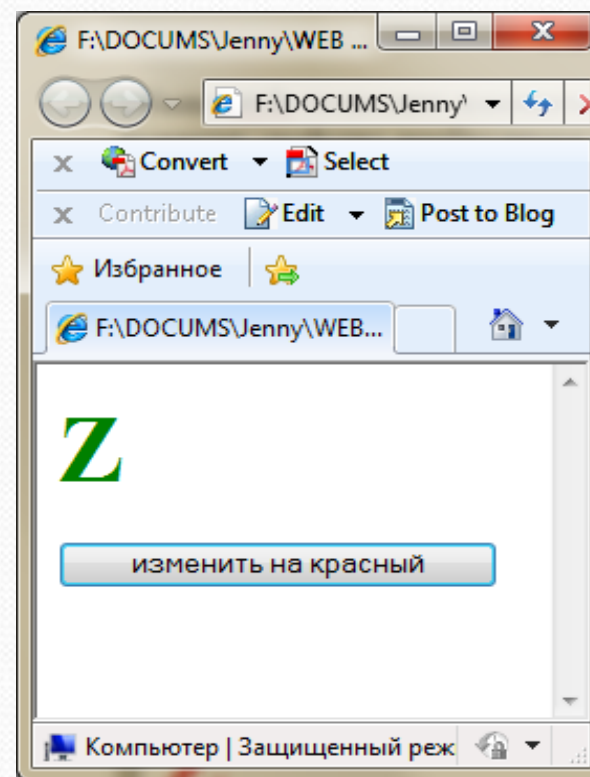 F:\DOCUMS\Jenny\WEB ...
F:\DOCUMS\Jenny\
Convert Select
Contribute Edit Post to Blog
Избранное
F:\DOCUMS\Jenny\WEB...
Z
изменить на красный
Компьютер | Защищенный реж